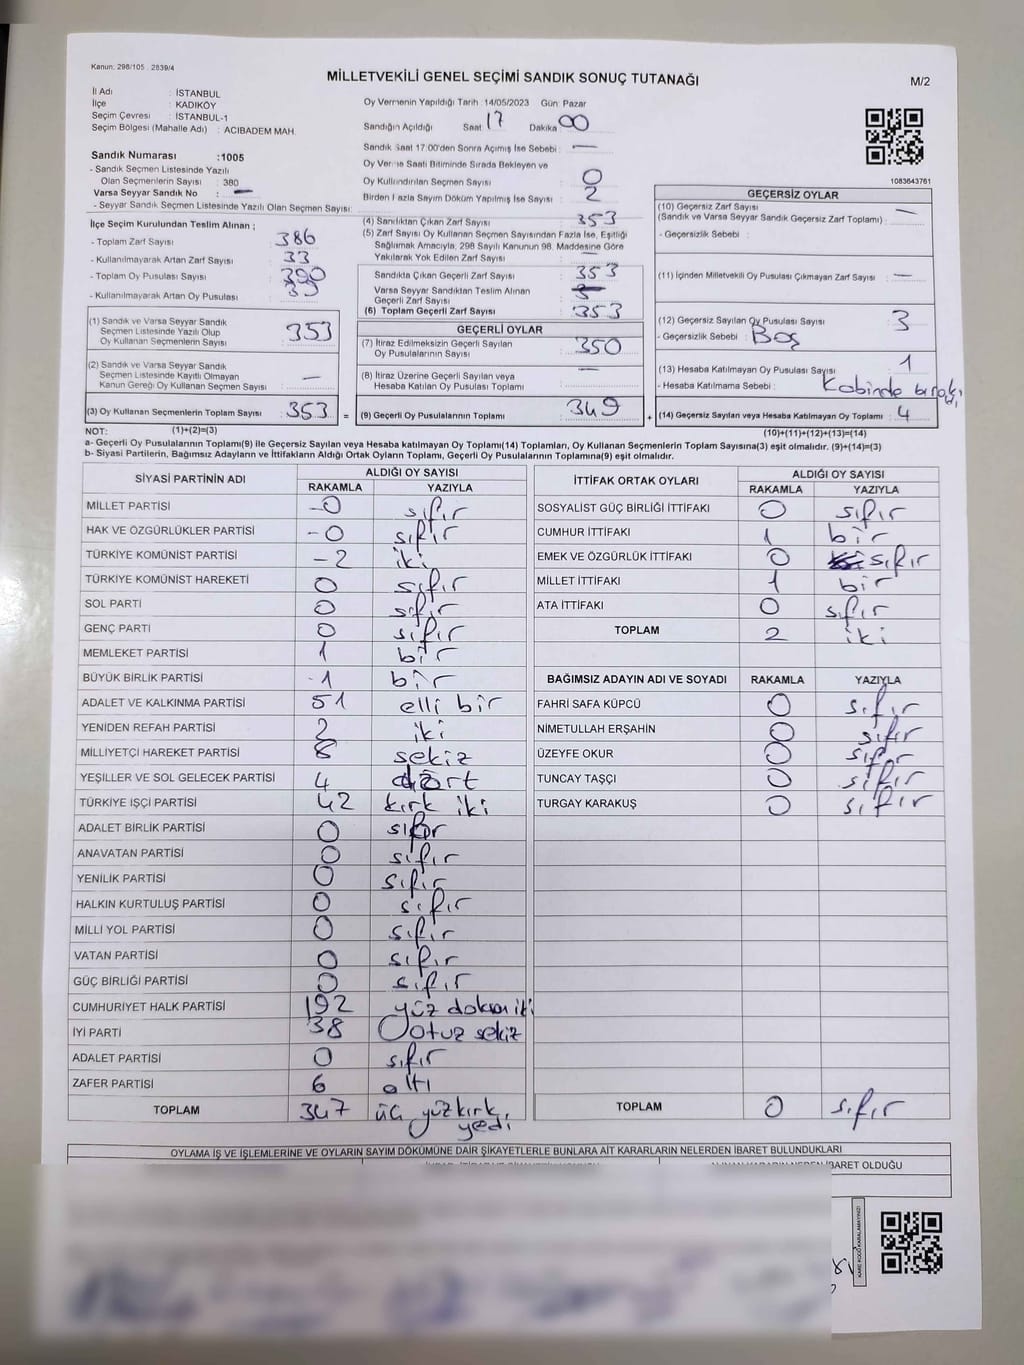 Kanun. 298/105 . 2839/4
MİLLETVEKİLİ GENEL SEÇİMİ SANDIK SONUÇ TUTANAĞI
M/2
İl Adı : İSTANBUL
İlçe : KADIKÖY
Seçim Çevresi : İSTANBUL-1
Seçim Bölgesi (Mahalle Adı) : ACIBADEM MAH.
Oy Vermenin Yapıldığı Tarih 14/05/2023 Gün Pazar
Sandığın Açıldığı Saat 17 Dakika 00
Sandık Saat 17:00'den Sonra Açımış İse Sebebi : —
Oy Verme Saati Bitiminde Sırada Bekleyen ve
Oy Kullandırılan Seçmen Sayısı : 0
Birden Fazla Sayım Döküm Yapılmış İse Sayısı : 2
1083643761
Sandık Numarası :1005
- Sandık Seçmen Listesinde Yazılı
Olan Seçmenlerin Sayısı : 380
Varsa Seyyar Sandık No : —
- Seyyar Sandık Seçmen Listesinde Yazılı Olan Seçmen Sayısı:
İlçe Seçim Kurulundan Teslim Alınan ;
- Toplam Zarf Sayısı : 386
- Kullanılmayarak Artan Zarf Sayısı : 33
- Toplam Oy Pusulası Sayısı : 390
- Kullanılmayarak Artan Oy Pusulası :
(1) Sandık ve Varsa Seyyar Sandık
Seçmen Listesinde Yazılı Olup
Oy Kullanan Seçmenlerin Sayısı : 353
(2) Sandık ve Varsa Seyyar Sandık
Seçmen Listesinde Kayıtlı Olmayan
Kanun Gereği Oy Kullanan Seçmen Sayısı : —
(3) Oy Kullanan Seçmenlerin Toplam Sayısı : 353 =
(4) Sandıktan Çıkan Zarf Sayısı : 353
(5) Zarf Sayısı Oy Kullanan Seçmen Sayısından Fazla İse, Eşitliği
Sağlamak Amacıyla, 298 Sayılı Kanunun 98. Maddesine Göre
Yakılarak Yok Edilen Zarf Sayısı : —
Sandıkta Çıkan Geçerli Zarf Sayısı : 353
Varsa Seyyar Sandıktan Teslim Alınan
Geçerli Zarf Sayısı :
(6) Toplam Geçerli Zarf Sayısı : 353
GEÇERLİ OYLAR
(7) İtiraz Edilmeksizin Geçerli Sayılan
Oy Pusulalarının Sayısı : 350
(8) İtiraz Üzerine Geçerli Sayılan veya
Hesaba Katılan Oy Pusulası Toplamı : —
(9) Geçerli Oy Pusulalarının Toplamı : 349 +
GEÇERSİZ OYLAR
(10) Geçersiz Zarf Sayısı
(Sandık ve Varsa Seyyar Sandık Geçersiz Zarf Toplamı) : —
- Geçersizlik Sebebi :
(11) İçinden Milletvekili Oy Pusulası Çıkmayan Zarf Sayısı : —
(12) Geçersiz Sayılan Oy Pusulası Sayısı : 3
- Geçersizlik Sebebi : Boş
(13) Hesaba Katılmayan Oy Pusulası Sayısı : 1
- Hesaba Katılmama Sebebi : Kabinde bıraktı
(14) Geçersiz Sayılan veya Hesaba Katılmayan Oy Toplamı : 4
NOT: (1)+(2)=(3)
(10)+(11)+(12)+(13)=(14)
a- Geçerli Oy Pusulalarının Toplamı(9) ile Geçersiz Sayılan veya Hesaba katılmayan Oy Toplamı(14) Toplamları, Oy Kullanan Seçmenlerin Toplam Sayısına(3) eşit olmalıdır. (9)+(14)=(3)
b- Siyasi Partilerin, Bağımsız Adayların ve İttifakların Aldığı Ortak Oyların Toplamı, Geçerli Oy Pusulalarının Toplamına(9) eşit olmalıdır.
SİYASİ PARTİNİN ADI ALDIĞI OY SAYISI
RAKAMLA YAZIYLA
MİLLET PARTİSİ -0 sıfır
HAK VE ÖZGÜRLÜKLER PARTİSİ -0 sıfır
TÜRKİYE KOMÜNİST PARTİSİ -2 iki
TÜRKİYE KOMÜNİST HAREKETİ 0 sıfır
SOL PARTİ 0 sıfır
GENÇ PARTİ 0 sıfır
MEMLEKET PARTİSİ 1 bir
BÜYÜK BİRLİK PARTİSİ -1 bir
ADALET VE KALKINMA PARTİSİ 51 elli bir
YENİDEN REFAH PARTİSİ 2 iki
MİLLİYETÇİ HAREKET PARTİSİ 8 sekiz
YEŞİLLER VE SOL GELECEK PARTİSİ 4 dört
TÜRKİYE İŞÇİ PARTİSİ 42 kırk iki
ADALET BİRLİK PARTİSİ 0 sıfır
ANAVATAN PARTİSİ 0 sıfır
YENİLİK PARTİSİ 0 sıfır
HALKIN KURTULUŞ PARTİSİ 0 sıfır
MİLLİ YOL PARTİSİ 0 sıfır
VATAN PARTİSİ 0 sıfır
GÜÇ BİRLİĞİ PARTİSİ 0 sıfır
CUMHURİYET HALK PARTİSİ 192 yüz doksan iki
İYİ PARTİ 38 otuz sekiz
ADALET PARTİSİ 0 sıfır
ZAFER PARTİSİ 6 altı
TOPLAM 347 üç yüz kırk yedi
İTTİFAK ORTAK OYLARI ALDIĞI OY SAYISI
RAKAMLA YAZIYLA
SOSYALİST GÜÇ BİRLİĞİ İTTİFAKI 0 sıfır
CUMHUR İTTİFAKI 1 bir
EMEK VE ÖZGÜRLÜK İTTİFAKI 0 sıfır
MİLLET İTTİFAKI 1 bir
ATA İTTİFAKI 0 sıfır
TOPLAM 2 iki
BAĞIMSIZ ADAYIN ADI VE SOYADI RAKAMLA YAZIYLA
FAHRİ SAFA KÜPCÜ 0 sıfır
NİMETULLAH ERŞAHİN 0 sıfır
ÜZEYFE OKUR 0 sıfır
TUNCAY TAŞÇI 0 sıfır
TURGAY KARAKUŞ 0 sıfır
TOPLAM 0 sıfır
OYLAMA İŞ VE İŞLEMLERİNE VE OYLARIN SAYIM DÖKÜMÜNE DAİR ŞİKAYETLERLE BUNLARA AİT KARARLARIN NELERDEN İBARET BULUNDUKLARI
İBARET OLDUĞU
KARE KODU KARALAMAYINIZ!